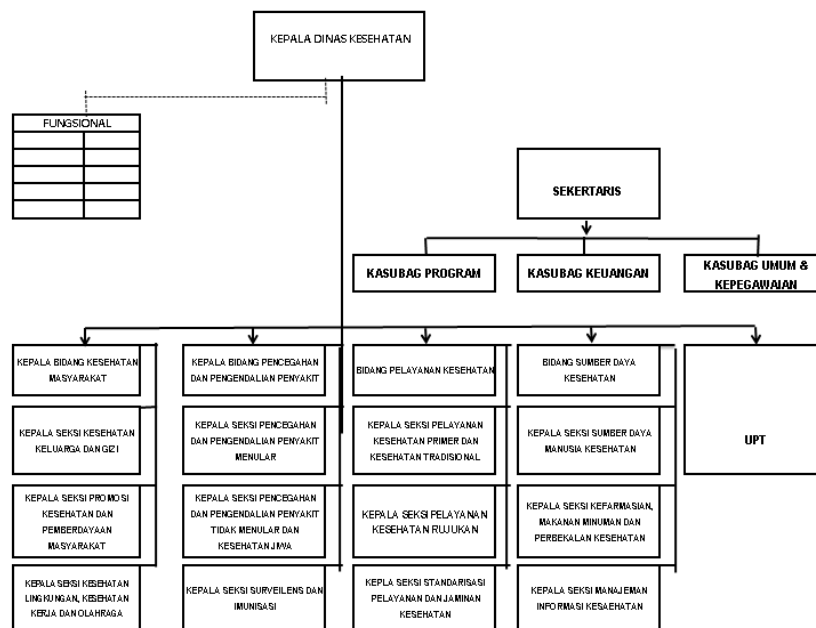 KEPALA DINAS KESEHATAN
FUNGSIONAL
SEKERTARIS
KASUBAG PROGRAM
KASUBAG KEUANGAN
KASUBAG UMUM &
KEPEGAWAIAN
KEPALA BIDANG KESEHATAN
MASYARAKAT
KEPALA BIDANG PENCEGAHAN
DAN PENGENDALIAN PENYAKIT
BIDANG PELAYANAN KESEHATAN
BIDANG SUMBER DAYA
KESEHATAN
UPT
KEPALA SEKSI KESEHATAN
KELUARGA DAN GIZI
KEPALA SEKSI PENCEGAHAN
DAN PENGENDALIAN PENYAKIT
MENULAR
KEPALA SEKSI PELAYANAN
KESEHATAN PRIMER DAN
KESEHATAN TRADISIONAL
KEPALA SEKSI SUMBER DAYA
MANUSIA KESEHATAN
KEPALA SEKSI PROMOSI
KESEHATAN DAN
PEMBERDAYAAN
MASYARAKAT
KEPALA SEKSI PENCEGAHAN
DAN PENGENDALIAN PENYAKIT
TIDAK MENULAR DAN
KESEHATAN JIWA
KEPALA SEKSI PELAYANAN
KESEHATAN RUJUKAN
KEPALA SEKSI KEFARMASIAN,
MAKANAN MINUMAN DAN
PERBEKALAN KESEHATAN
KEPALA SEKSI KESEHATAN
LINGKUNGAN, KESEHATAN
KERJA DAN OLAHRAGA
KEPALA SEKSI SURVEILENS DAN
IMUNISASI
KEPLA SEKSI STANDARISASI
PELAYANAN DAN JAMINAN
KESEHATAN
KEPALA SEKSI MANAJEMAN
INFORMASI KESAEHATAN